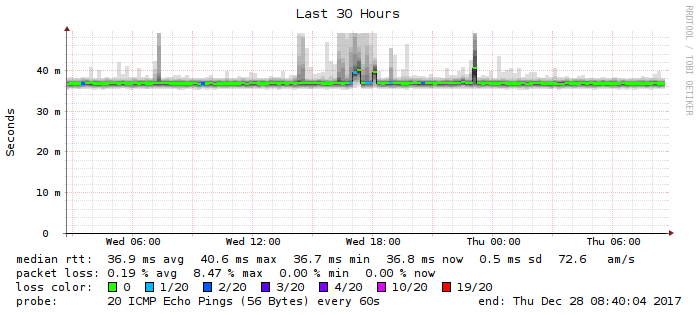 Last 30 Hours
RRDTOOL / TOBI OETIKER
Seconds
40 m
30 m
20 m
10 m
0
Wed 06:00 Wed 12:00 Wed 18:00 Thu 00:00 Thu 06:00
median rtt: 36.9 ms avg 40.6 ms max 36.7 ms min 36.8 ms now 0.5 ms sd 72.6 am/s
packet loss: 0.19 % avg 8.47 % max 0.00 % min 0.00 % now
loss color: 0 1/20 2/20 3/20 4/20 10/20 19/20
probe: 20 ICMP Echo Pings (56 Bytes) every 60s end: Thu Dec 28 08:40:04 2017